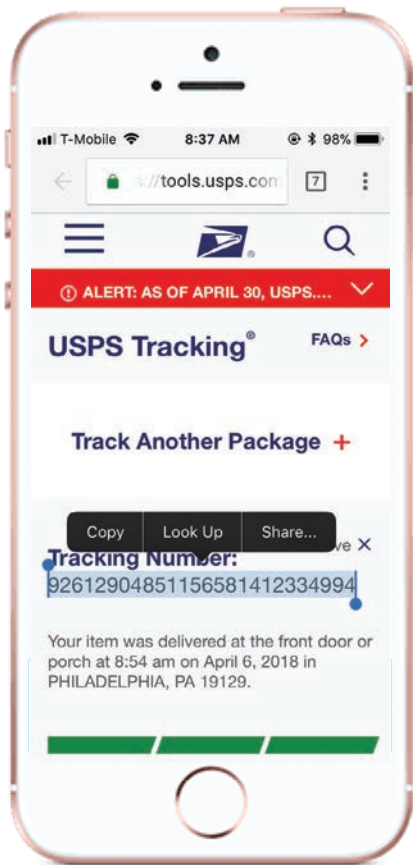 T-Mobile 8:37 AM 98%
://tools.usps.com 7
ALERT: AS OF APRIL 30, USPS....
USPS Tracking® FAQs >
Track Another Package +
Copy Look Up Share...
ve X
Tracking Number:
92612904851156581412334994
Your item was delivered at the front door or
porch at 8:54 am on April 6, 2018 in
PHILADELPHIA, PA 19129.